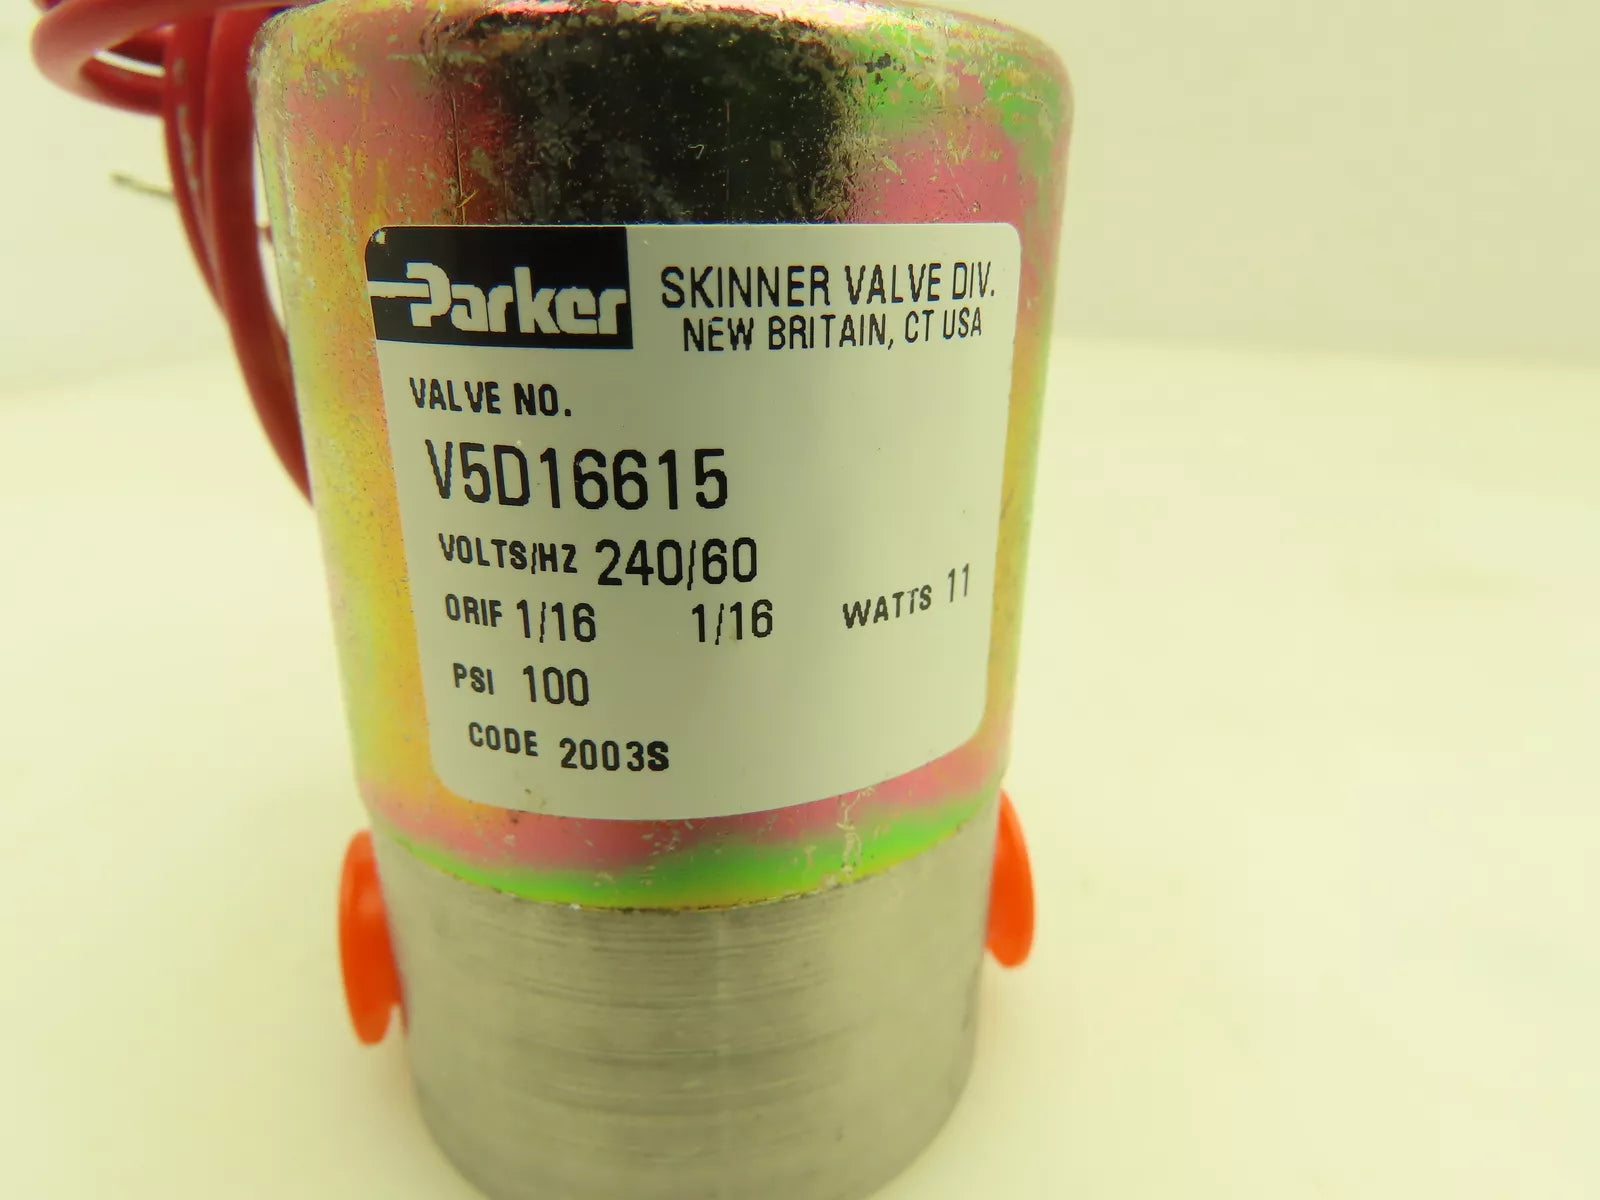 Parker SKINNER VALVE DIV.
NEW BRITAIN, CT USA
VALVE NO.
V5D16615
VOLTS/HZ 240/60
ORIF 1/16 1/16 WATTS 11
PSI 100
CODE 2003S